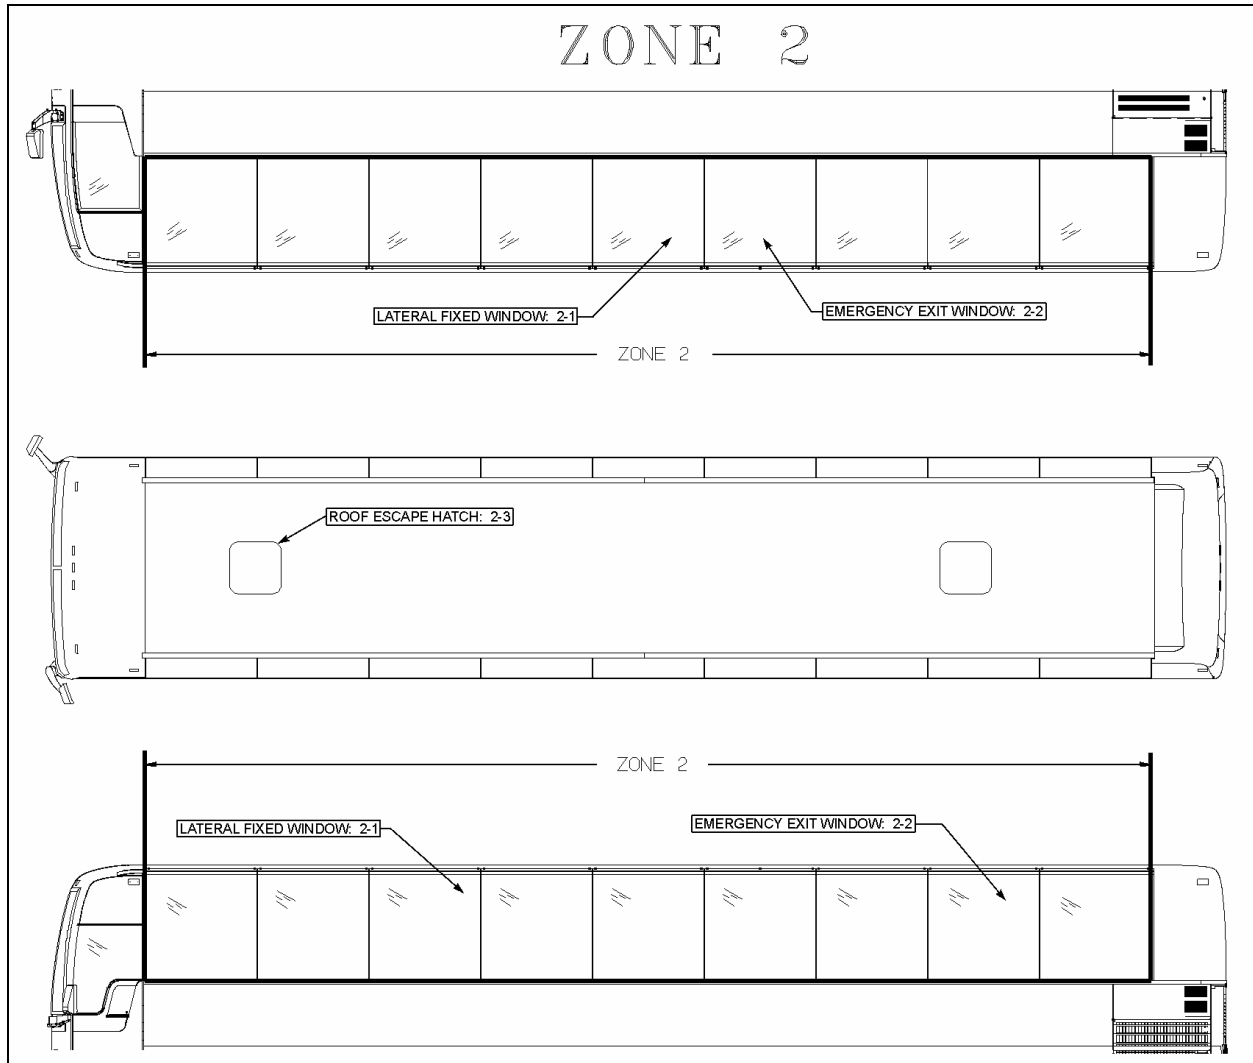 ZONE 2
LATERAL FIXED WINDOW: 2-1
EMERGENCY EXIT WINDOW: 2-2
ZONE 2
ROOF ESCAPE HATCH: 2-3
ZONE 2
LATERAL FIXED WINDOW: 2-1
EMERGENCY EXIT WINDOW: 2-2